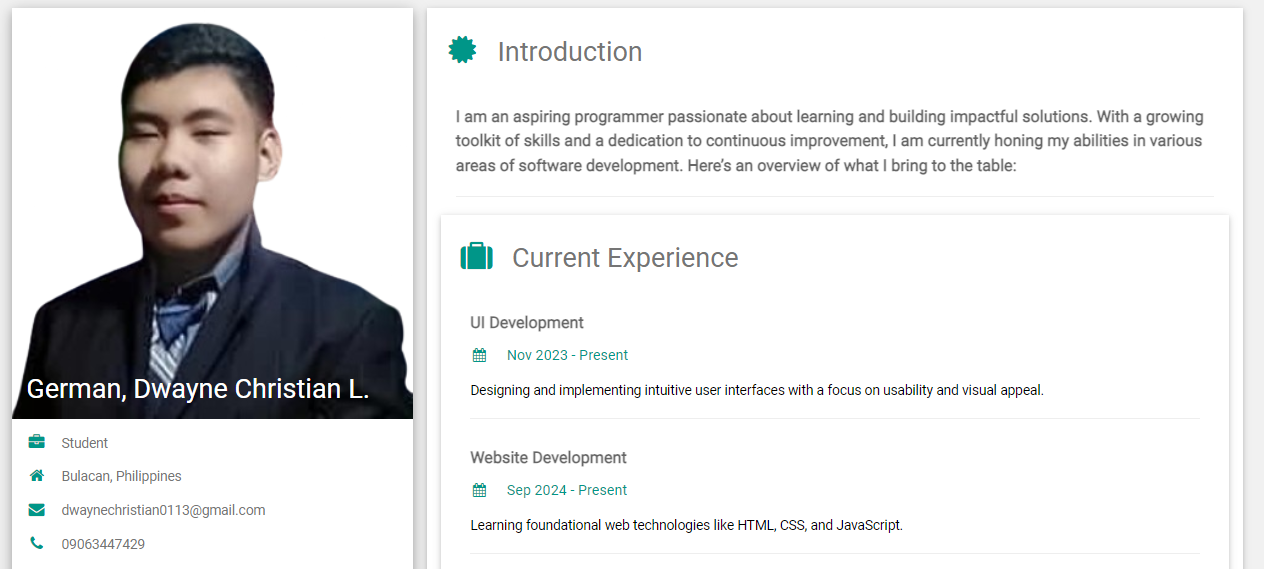 German, Dwayne Christian L.
Student
Bulacan, Philippines
dwaynechristian0113@gmail.com
09063447429
Introduction
I am an aspiring programmer passionate about learning and building impactful solutions. With a growing
toolkit of skills and a dedication to continuous improvement, I am currently honing my abilities in various
areas of software development. Here’s an overview of what I bring to the table:
Current Experience
UI Development
Nov 2023 - Present
Designing and implementing intuitive user interfaces with a focus on usability and visual appeal.
Website Development
Sep 2024 - Present
Learning foundational web technologies like HTML, CSS, and JavaScript.